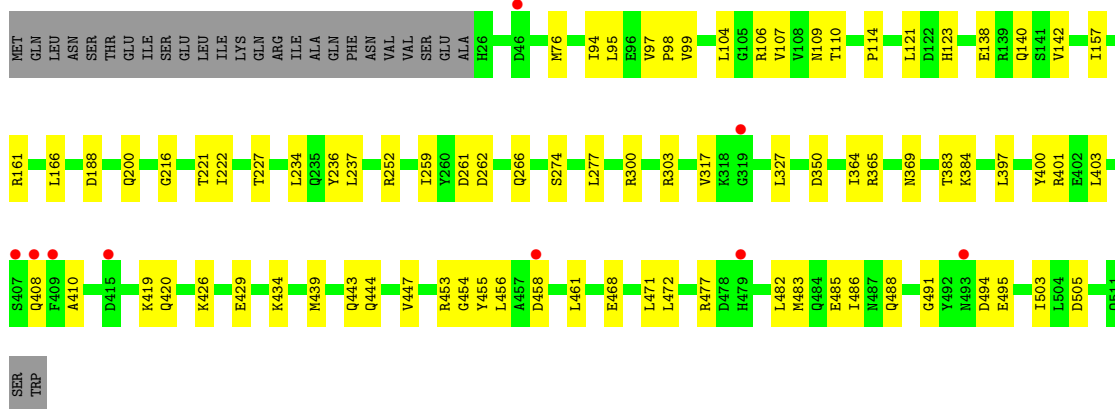 MET GLN LEU ASN SER THR GLU ILE SER GLU LEU ILE LYS GLN ARG ILE ALA GLN PHE ASN VAL VAL SER GLU ALA H26 D46 M76 I94 L95 E96 V97 P98 V99 L104 G105 R106 V107 V108 N109 T110 P114 L121 D122 H123 E138 R139 Q140 S141 V142 I157
R161 L166 D188 Q200 G216 T221 I222 T227 L234 Q235 Y236 L237 R252 I259 Y260 D261 D262 Q266 S274 L277 R300 R303 V317 K318 G319 L327 D350 I364 R365 N369 T383 K384 L397 Y400 R401 E402 L403
S407 Q408 F409 A410 D415 K419 Q420 K426 E429 K434 M439 Q443 Q444 V447 R453 G454 Y455 L456 A457 D458 L461 E468 L471 L472 R477 D478 H479 L482 M483 Q484 E485 I486 N487 Q488 G491 Y492 N493 D494 E495 I503 L504 D505
SER TRP